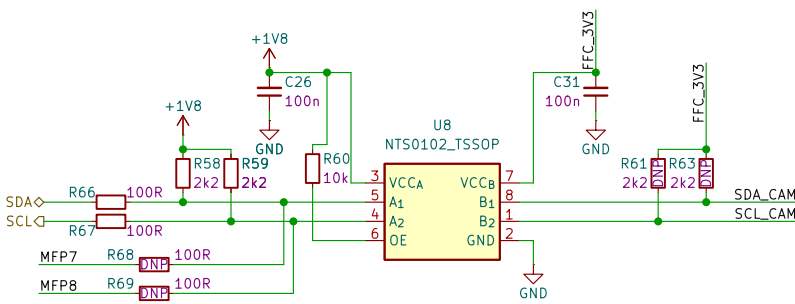 +1V8
C26
100n
GND
+1V8
R58
2k2
R59
2k2
R60
10k
U8
NTS0102_TSSOP
3
VCCA
5
A1
4
A2
6
OE
VCCB
7
B1
8
B2
1
GND
2
GND
FFC_3V3
C31
100n
GND
FFC_3V3
R61
DNP
2k2
R63
DNP
2k2
SDA_CAM
SCL_CAM
SDA
R66
100R
SCL
R67
100R
MFP7
R68
DNP
100R
MFP8
R69
DNP
100R